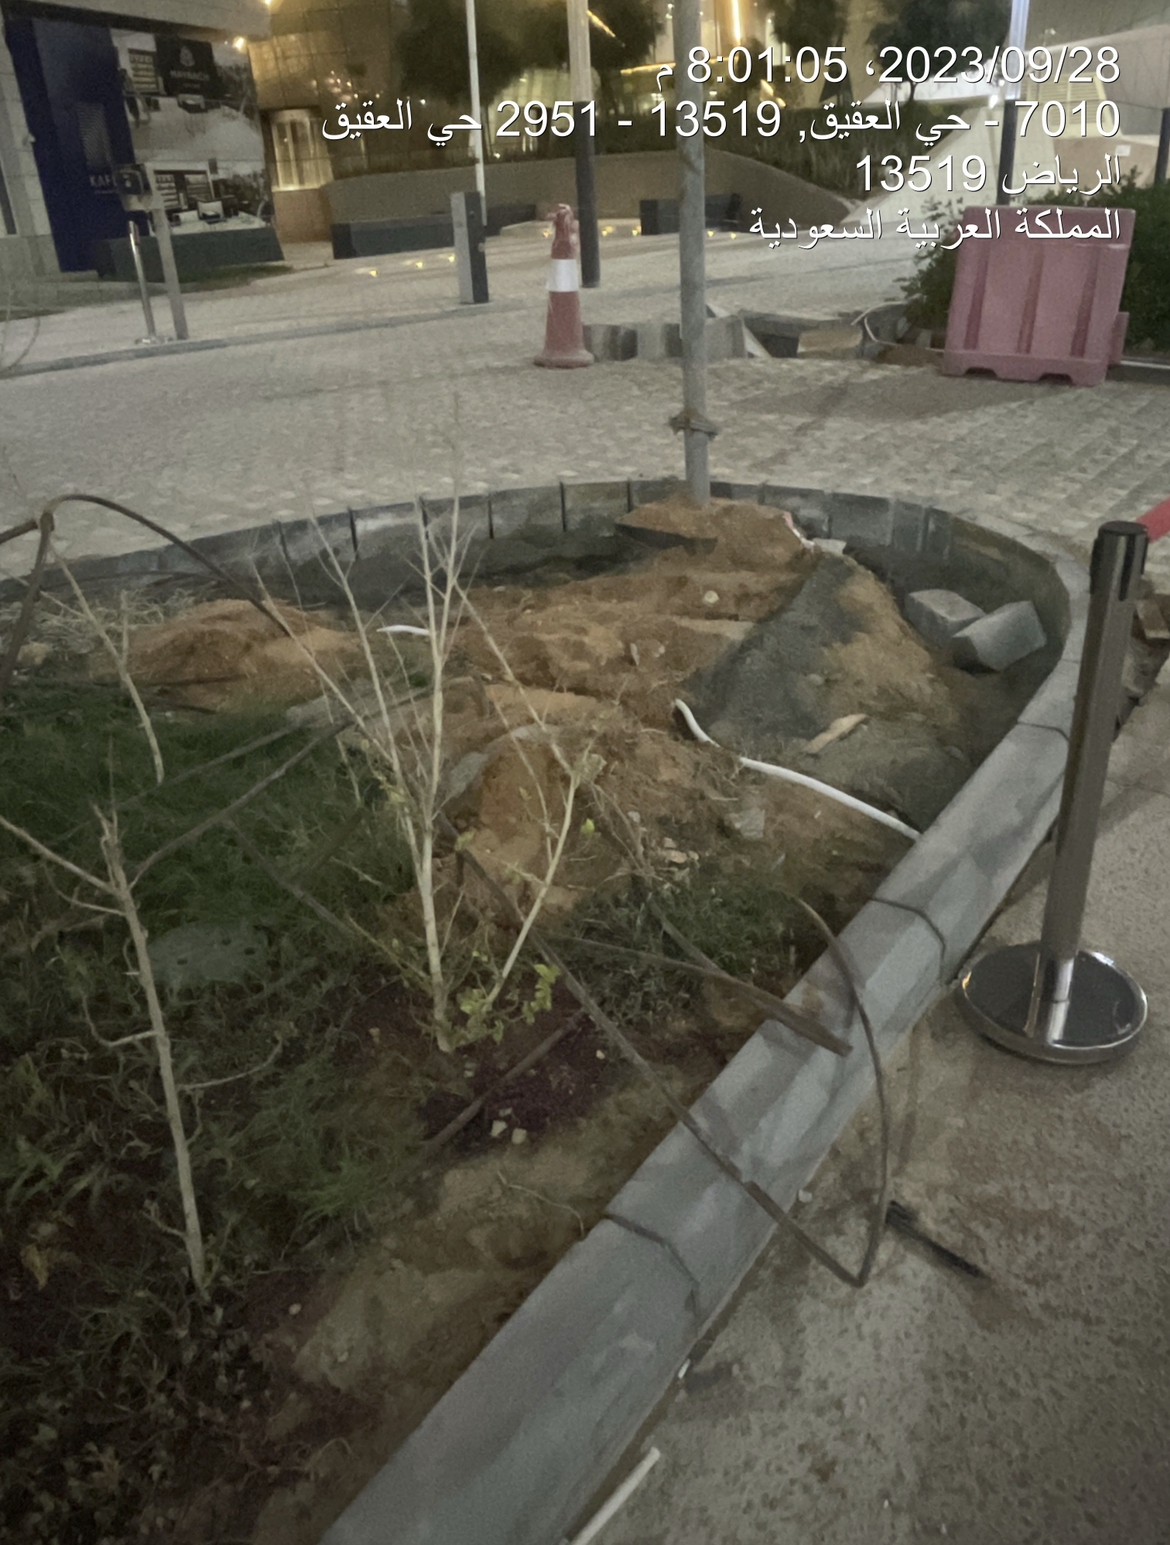 2023/09/28، 8:01:05 م
7010 - حي العقيق, 13519 - 2951 حي العقيق
الرياض 13519
المملكة العربية السعودية